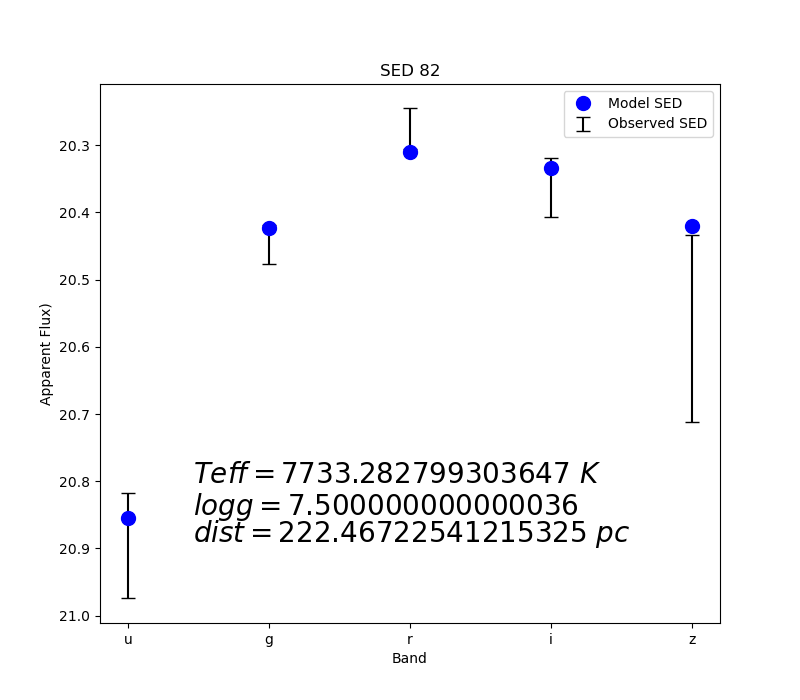 SED 82
Model SED
Observed SED
Apparent Flux)
20.3
20.4
20.5
20.6
20.7
20.8
20.9
21.0
Teff = 7733.282799303647 K
logg = 7.500000000000036
dist = 222.46722541215325 pc
u g r i z
Band